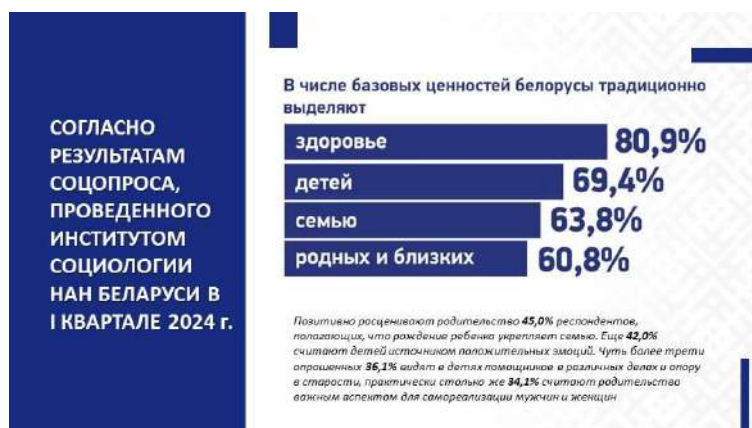 СОГЛАСНО
РЕЗУЛЬТАТАМ
СОЦОПРОСА,
ПРОВЕДЕННОГО
ИНСТИТУТОМ
СОЦИОЛОГИИ
НАН БЕЛАРУСИ В
I КВАРТАЛЕ 2024 г.
В числе базовых ценностей белорусы традиционно
выделяют
здоровье 80,9%
детей 69,4%
семью 63,8%
родных и близких 60,8%
Позитивно расценивают родительство 45,0% респондентов,
полагающих, что рождение ребенка укрепляет семью. Еще 42,0%
считают детей источником положительных эмоций. Чуть более трети
опрошенных 36,1% видят в детях помощников в различных делах и опору
в старости, практически столько же 34,1% считают родительство
важным аспектом для самореализации мужчин и женщин